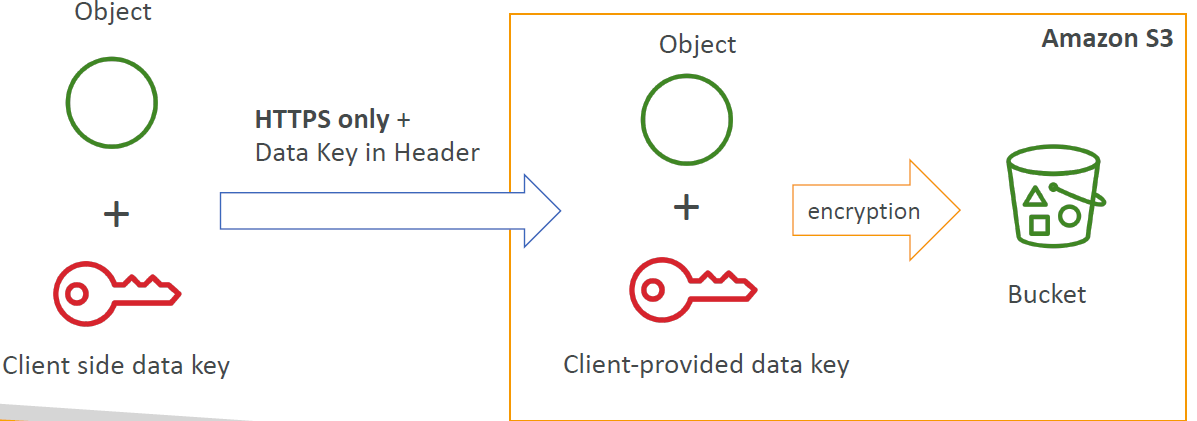 Object
HTTPS only +
Data Key in Header
+
Client side data key
Amazon S3
Object
+
encryption
Client-provided data key
Bucket